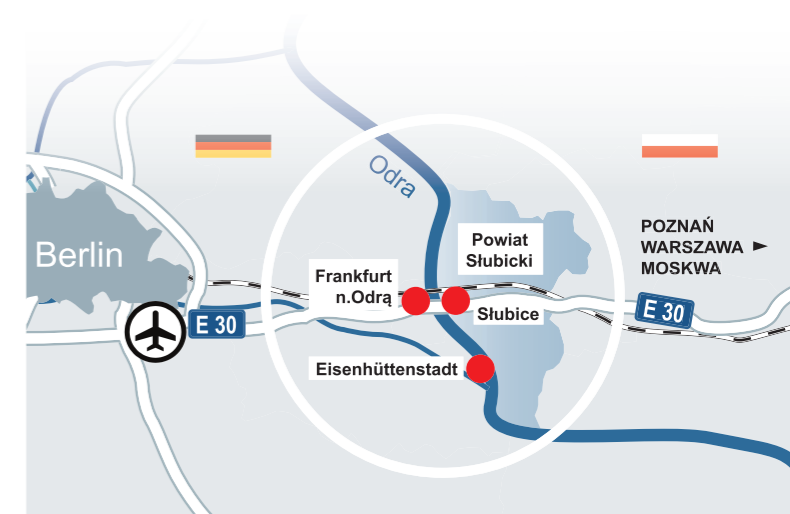 Odra
POZNAŃ
WARSZAWA
MOSKWA
Powiat
Słubicki
Berlin
Frankfurt
n.Odrą
Słubice
E 30
E 30
Eisenhüttenstadt